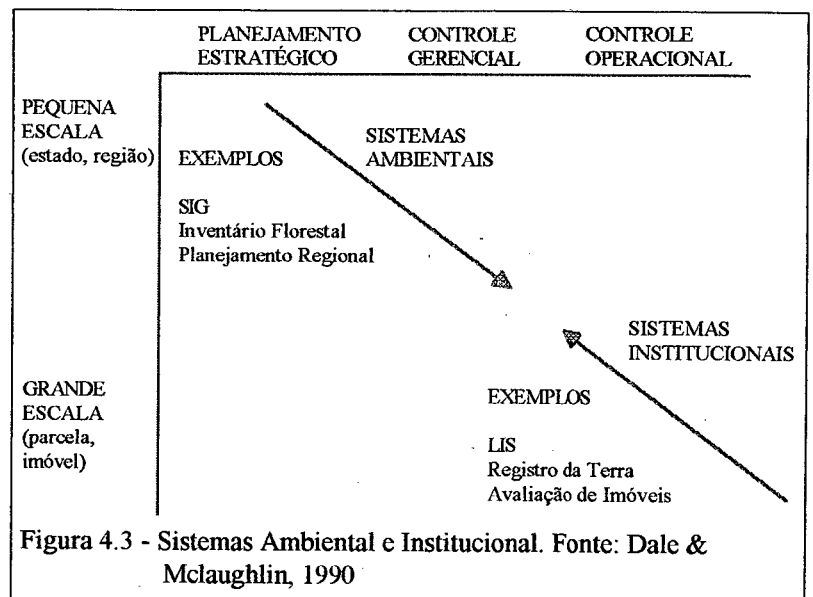 PLANEJAMENTO
ESTRATÉGICO
CONTROLE
GERENCIAL
CONTROLE
OPERACIONAL
PEQUENA
ESCALA
(estado, região)
EXEMPLOS
SIG
Inventário Florestal
Planejamento Regional
SISTEMAS
AMBIENTAIS
SISTEMAS
INSTITUCIONAIS
GRANDE
ESCALA
(parcela,
imóvel)
EXEMPLOS
LIS
Registro da Terra
Avaliação de Imóveis
Figura 4.3 - Sistemas Ambiental e Institucional. Fonte: Dale &
Mclaughlin, 1990